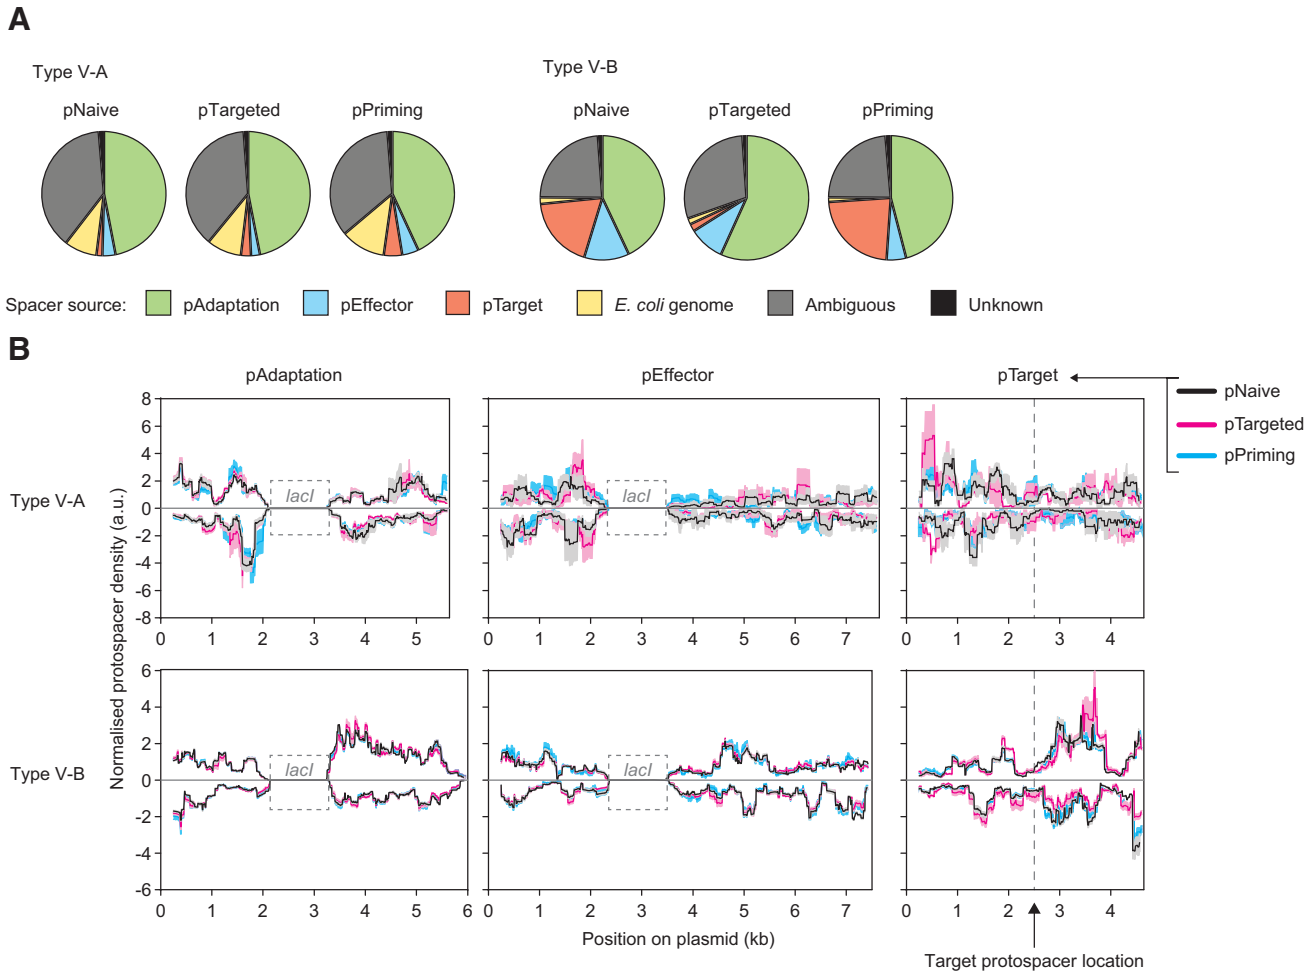 A
Type V-A
Type V-B
pNaive
pTargeted
pPriming
pNaive
pTargeted
pPriming
Spacer source:
pAdaptation
pEffector
pTarget
E. coli genome
Ambiguous
Unknown
B
pAdaptation
pEffector
pTarget
pNaive
pTargeted
pPriming
Normalised protospacer density (a.u.)
Type V-A
8
6
4
2
0
-2
-4
-6
-8
lacI
lacI
0 1 2 3 4 5
0 1 2 3 4 5 6 7
0 1 2 3 4
Type V-B
6
4
2
0
-2
-4
-6
lacI
lacI
0 1 2 3 4 5 6
0 1 2 3 4 5 6 7
0 1 2 3 4
Position on plasmid (kb)
Target protospacer location